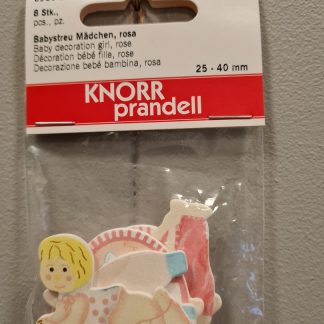 8 Stk.,
pcs., pz.
Babystreu Mädchen, rosa
Baby decoration girl, rose
Décoration bébé fille, rose
Decorazione bebè bambina, rosa
25 - 40 mm
KNORR
prandell